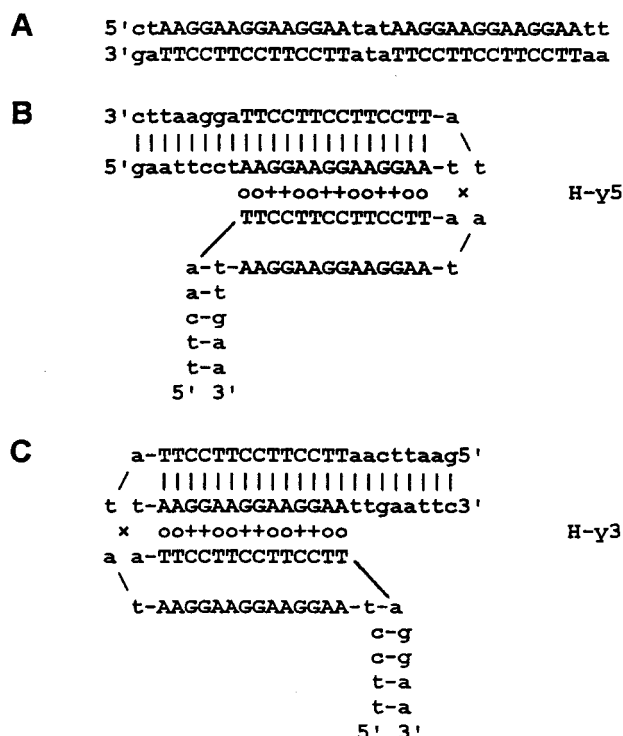 A
5'ctAAGGAAGGAAGGAAtatAAGGAAGGAAGGAAtt
3'gaTTCCTTCCTTCCTTataTTCCTTCCTTCCTTaa
B
3'cttaaggaTTCCTTCCTTCCTT-a
||||||||||||||||||||||
\
5'gaattcctAAGGAAGGAAGGAA-t t
oo++oo++oo++oo x H-y5
TTCCTTCCTTCCTT-a a
/
a-t-AAGGAAGGAAGGAA-t
a-t
c-g
t-a
t-a
5' 3'
C
a-TTCCTTCCTTCCTTaacttaag5'
/ ||||||||||||||||||||||
t t-AAGGAAGGAAGGAAttgaattc3'
x oo++oo++oo++oo H-y3
a a-TTCCTTCCTTCCTT
\
t-AAGGAAGGAAGGAA-t-a
c-g
c-g
t-a
t-a
5' 3'